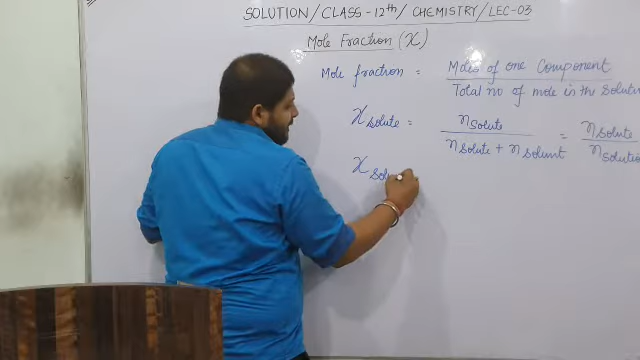 SOLUTION/CLASS-12th/CHEMISTRY/LEC-03
Mole Fraction (X)
Mole fraction = Moles of one Component
Total no of mole in the Solution
X solute = n solute / n solute + n solvent = n solute / n solution
X Sol